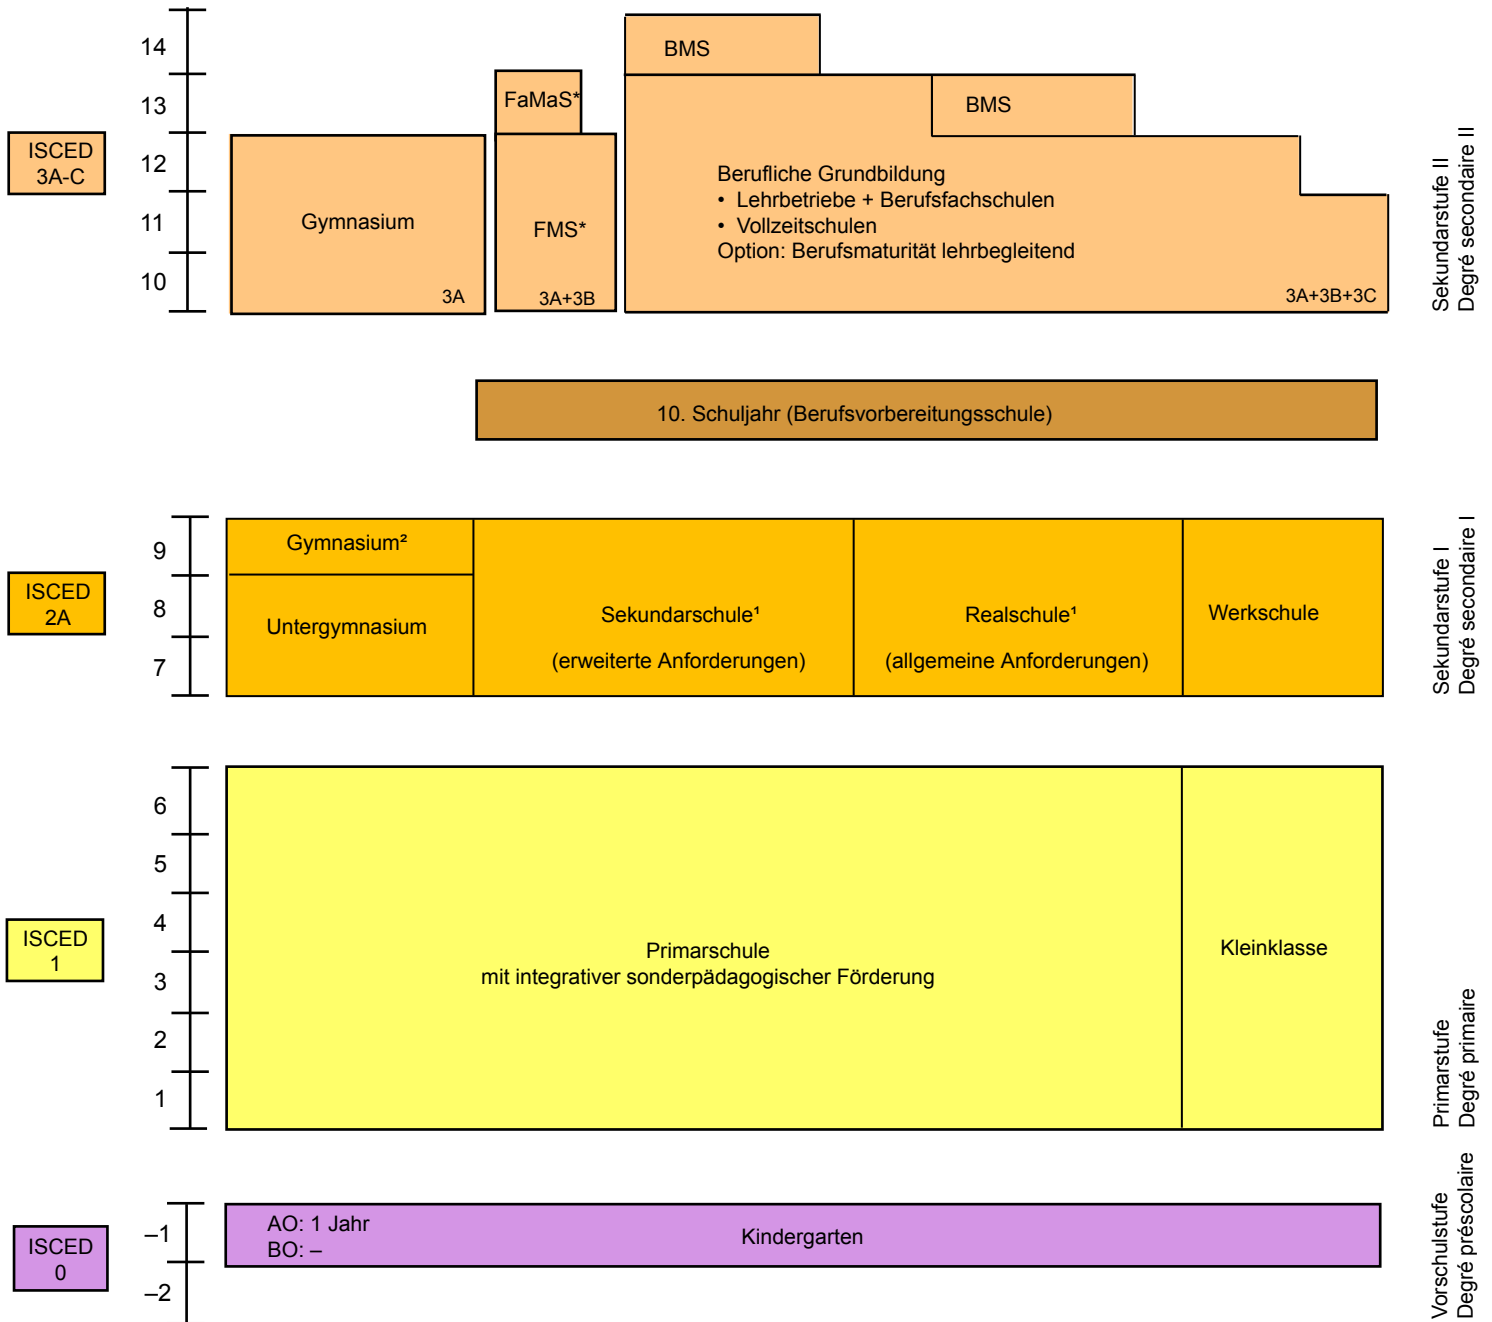 14
BMS
13
FaMaS*
BMS
ISCED
3A-C
12
11
10
Gymnasium
3A
FMS*
3A+3B
Berufliche Grundbildung
• Lehrbetriebe + Berufsfachschulen
• Vollzeitschulen
Option: Berufsmaturität lehrbegleitend
3A+3B+3C
Sekundarstufe II
Degré secondaire II
10. Schuljahr (Berufsvorbereitungsschule)
ISCED
2A
9
8
7
Gymnasium²
Untergymnasium
Sekundarschule¹
(erweiterte Anforderungen)
Realschule¹
(allgemeine Anforderungen)
Werkschule
Sekundarstufe I
Degré secondaire I
ISCED
1
6
5
4
3
2
1
Primarschule
mit integrativer sonderpädagogischer Förderung
Kleinklasse
Primarstufe
Degré primaire
ISCED
0
–1
–2
AO: 1 Jahr
BO: –
Kindergarten
Vorschulstufe
Degré préscolaire